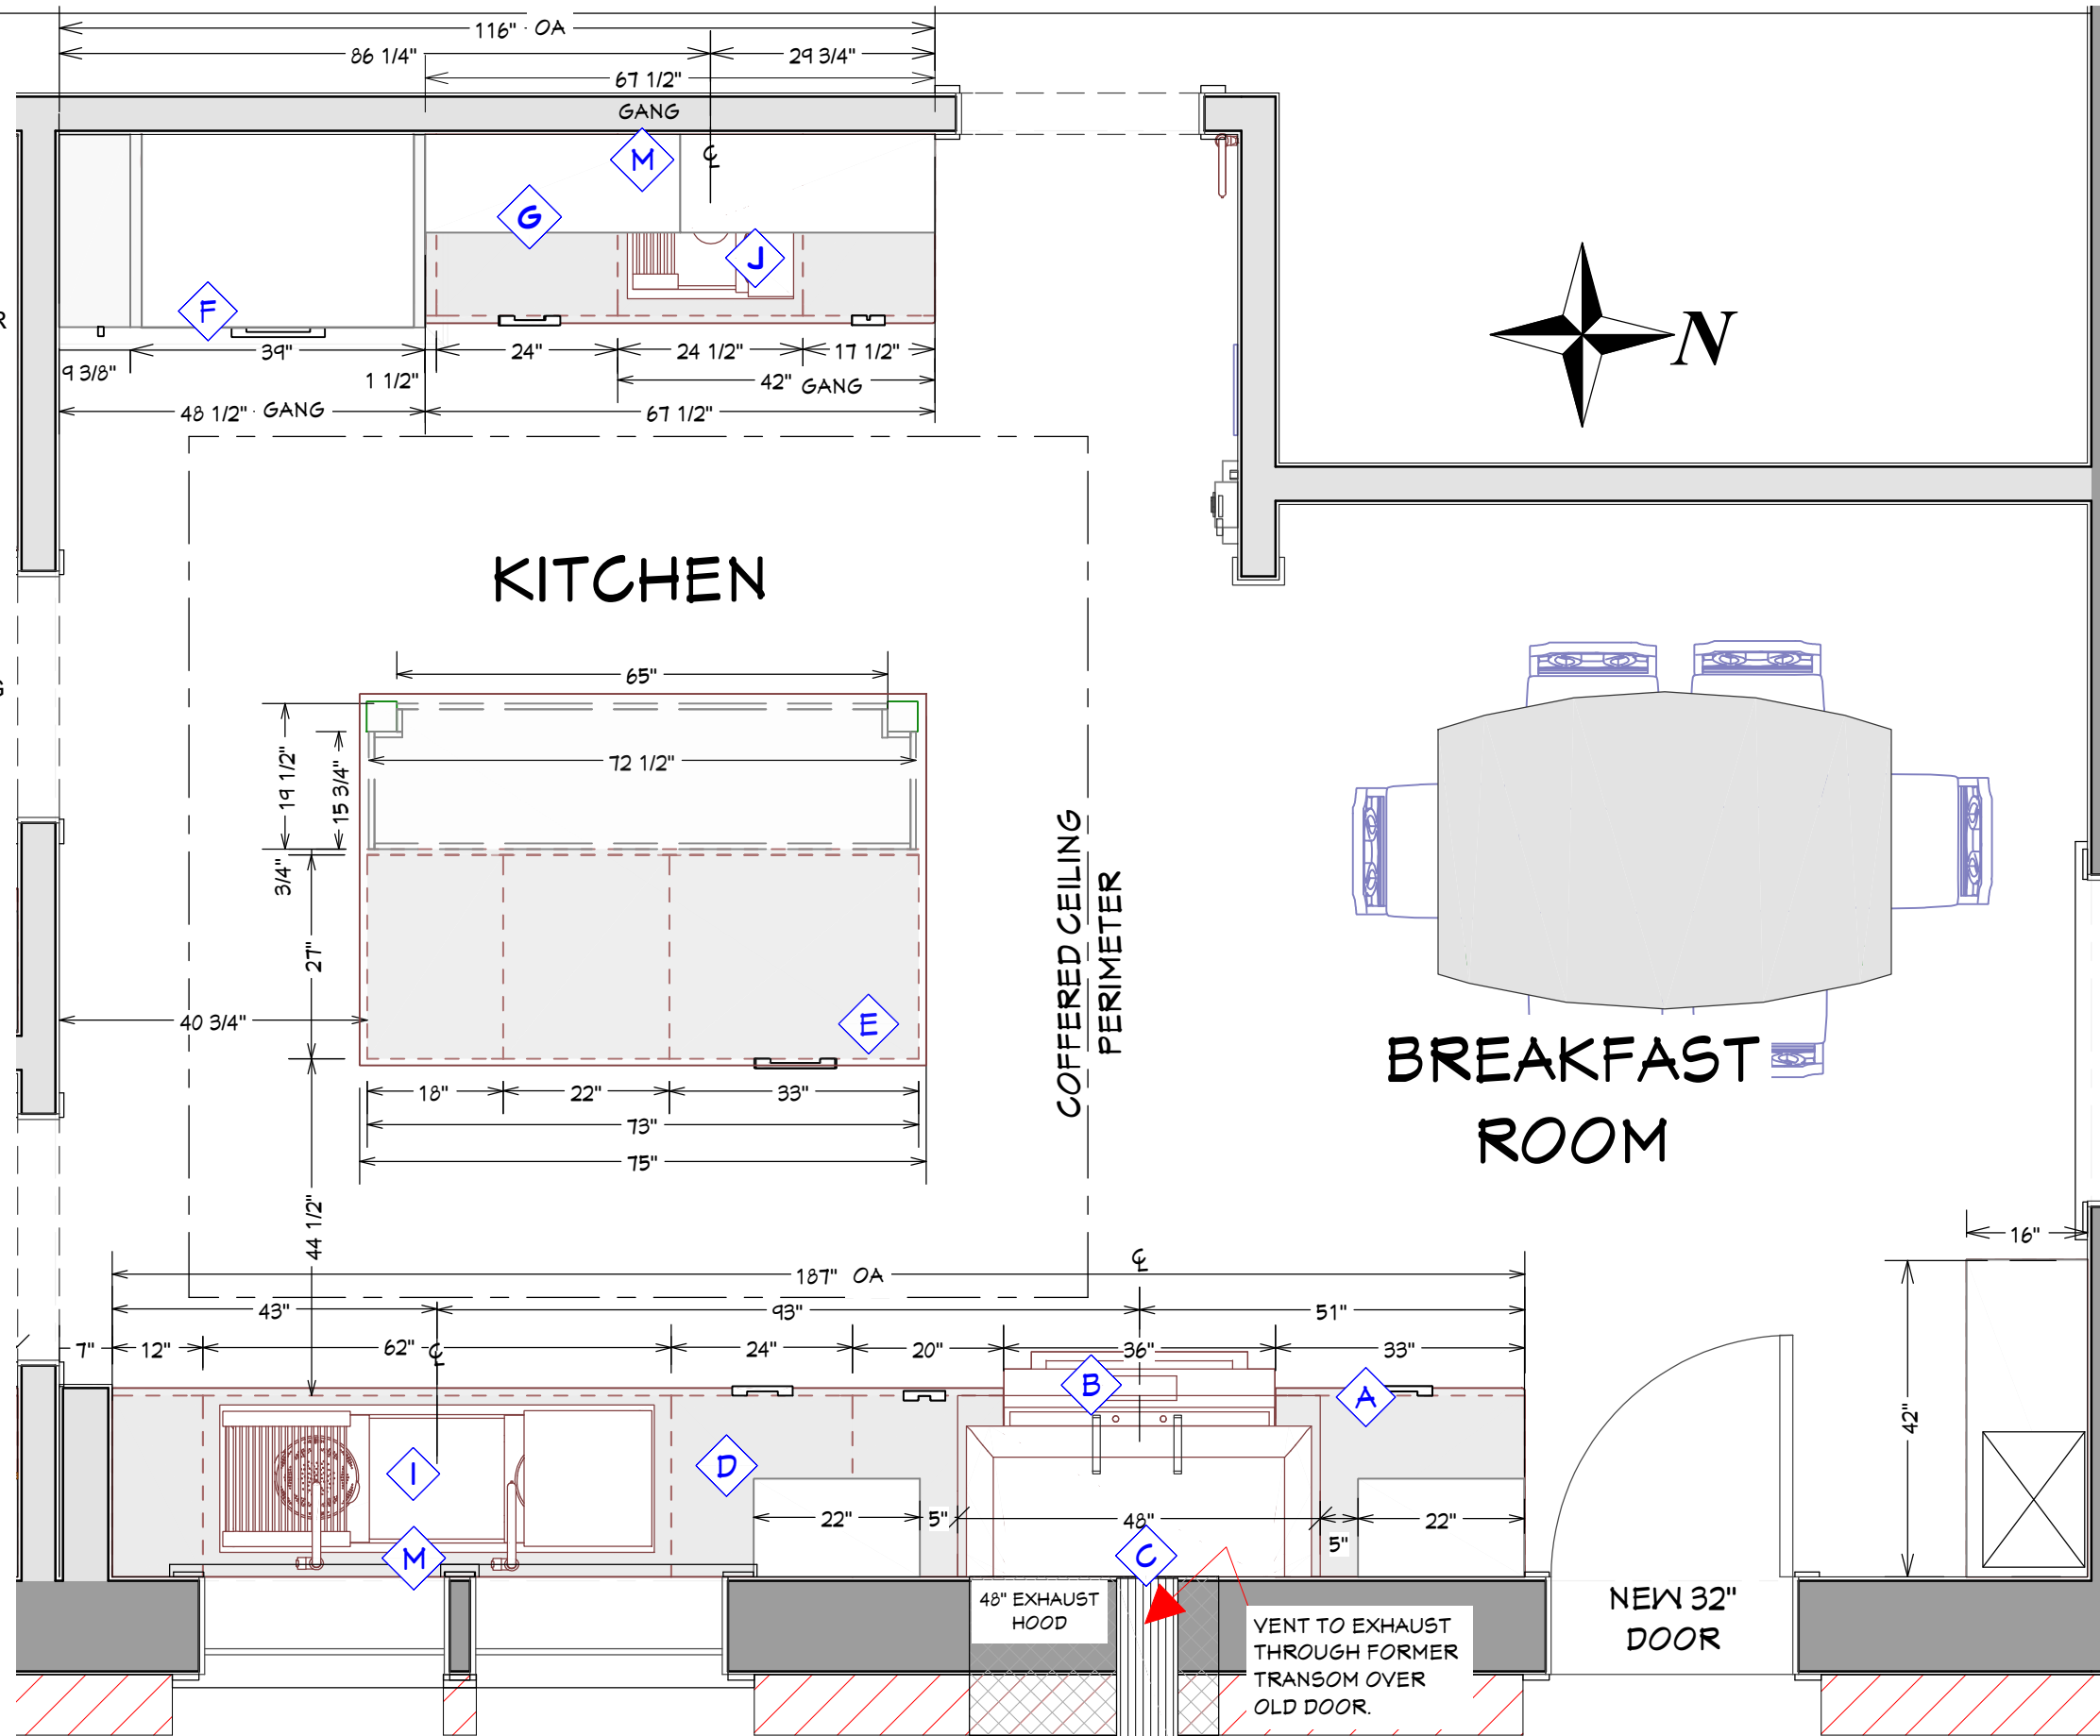 116" · OA
86 1/4"
29 3/4"
67 1/2"
GANG
M
℄
G
J
F
R
39"
24"
24 1/2"
17 1/2"
9 3/8"
1 1/2"
42" GANG
48 1/2" · GANG
67 1/2"
N
KITCHEN
65"
72 1/2"
19 1/2"
15 3/4"
3/4"
27"
COFFERED CEILING
PERIMETER
40 3/4"
E
BREAKFAST
ROOM
18"
22"
33"
73"
75"
44 1/2"
16"
187" OA
℄
43"
93"
51"
7"
12"
62"
℄
24"
20"
36"
33"
B
A
42"
I
D
22"
5"
48"
5"
22"
M
C
48" EXHAUST
HOOD
VENT TO EXHAUST
THROUGH FORMER
TRANSOM OVER
OLD DOOR.
NEW 32"
DOOR